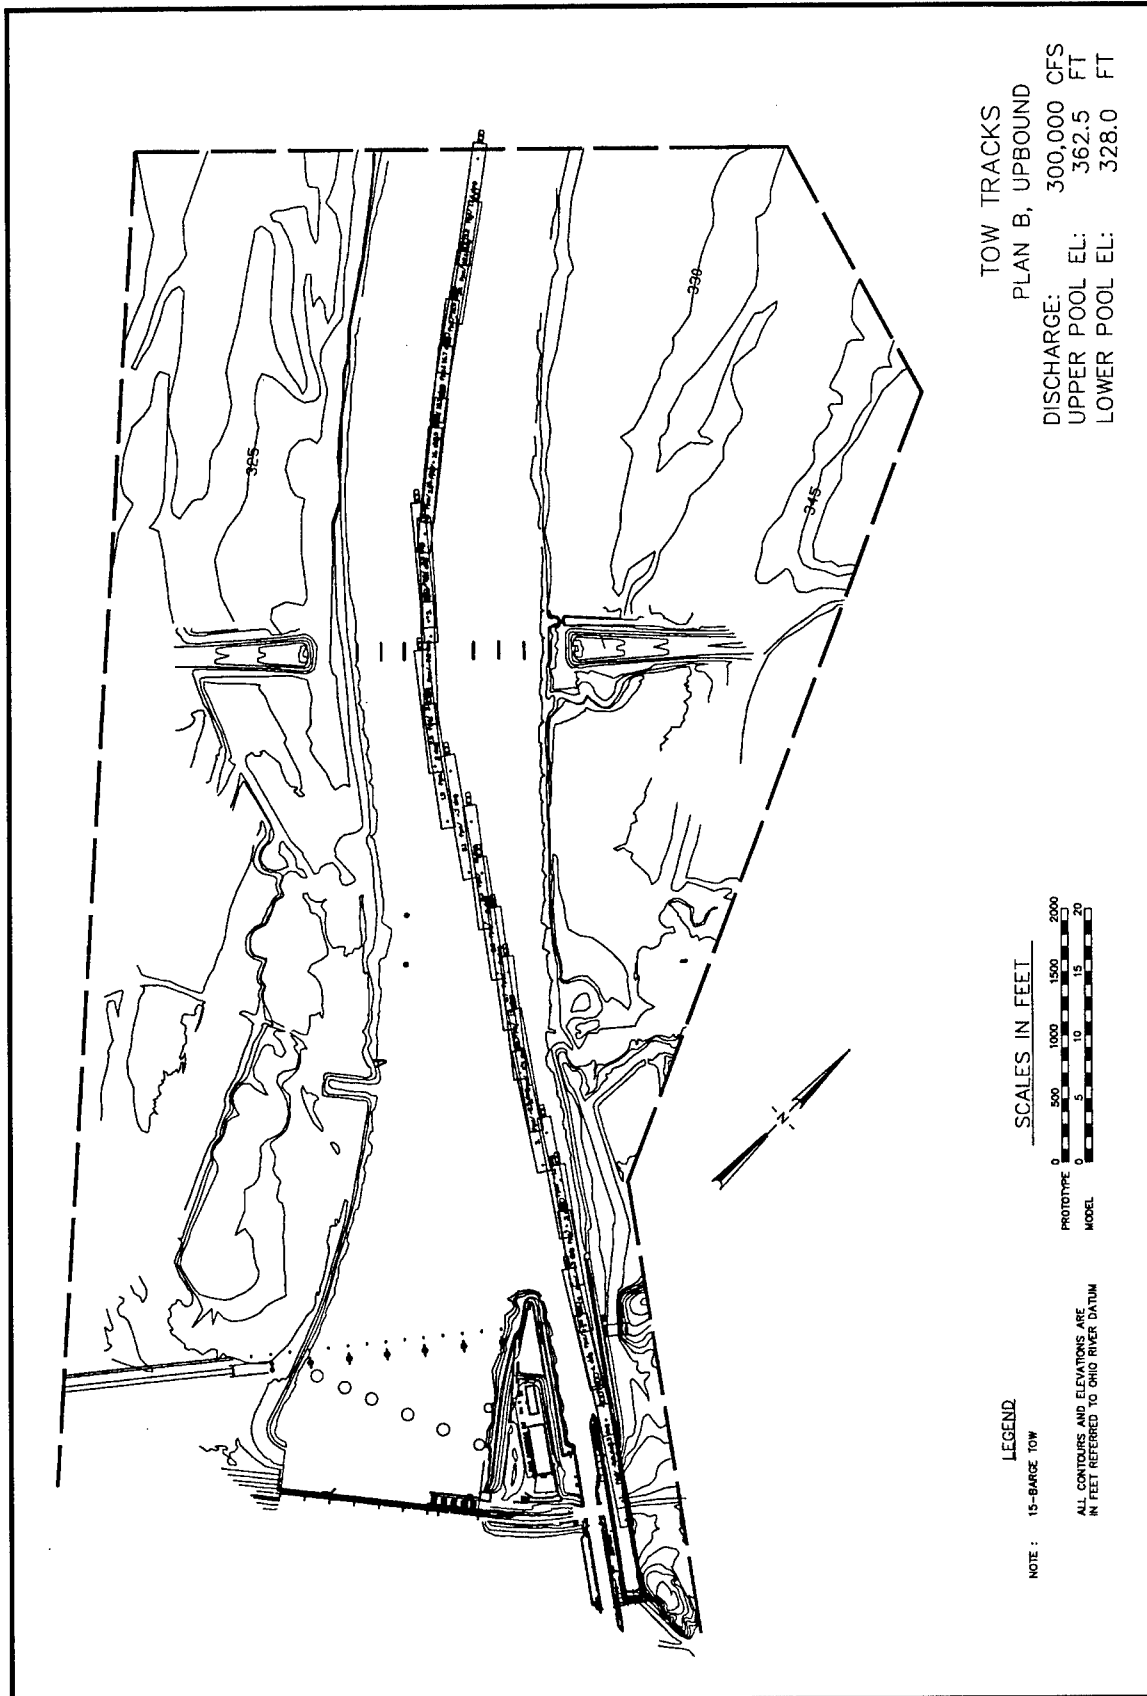 TOW TRACKS
PLAN B, UPBOUND
DISCHARGE: 300,000 CFS
UPPER POOL EL: 362.5 FT
LOWER POOL EL: 328.0 FT
325
330
345
N
SCALES IN FEET
PROTOTYPE 0 500 1000 1500 2000
MODEL 0 5 10 15 20
LEGEND
NOTE : 15-BARGE TOW
ALL CONTOURS AND ELEVATIONS ARE
IN FEET REFERRED TO OHIO RIVER DATUM